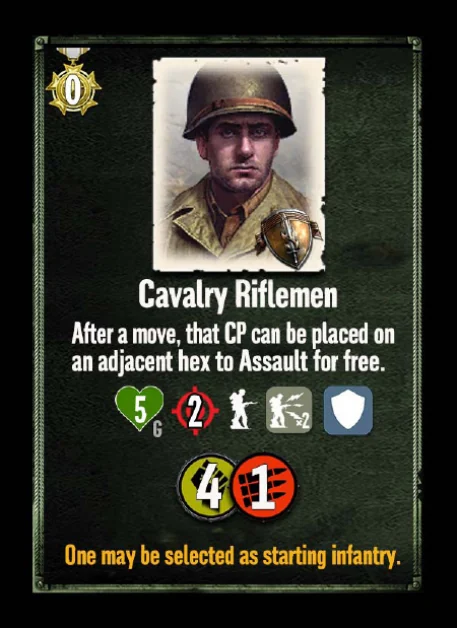 0
Cavalry Riflemen
After a move, that CP can be placed on
an adjacent hex to Assault for free.
5 G 2 x2
4 1
One may be selected as starting infantry.